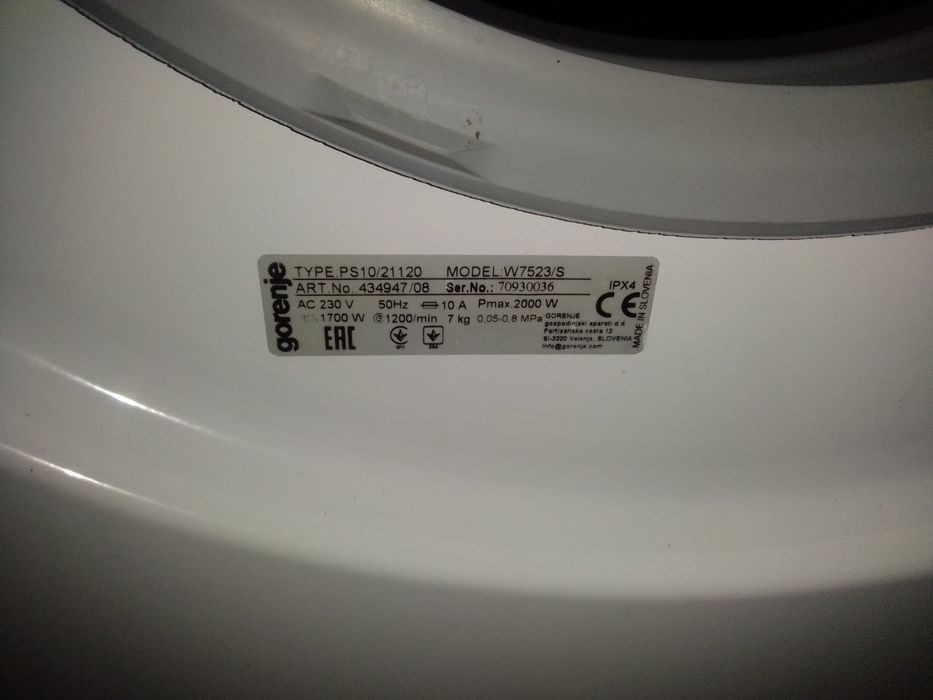 gorenje
TYPE.PS10/21120 MODEL:W7523/S
ART.No.:434947/08 Ser.No.: 70930036 IPX4
AC 230 V 50Hz 10 A Pmax.2000 W CE
1700 W 1200/min 7 kg 0,05-0,8 MPa
EAC
GORENJE
gospodinjski aparati d.d.
Partizanska cesta 12
SI-3320 Velenje, SLOVENIA
info@gorenje.com
MADE IN SLOVENIA